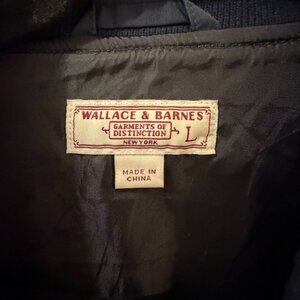 WALLACE & BARNES
GARMENTS OF
DISTINCTION
L
NEW YORK
MADE IN
CHINA